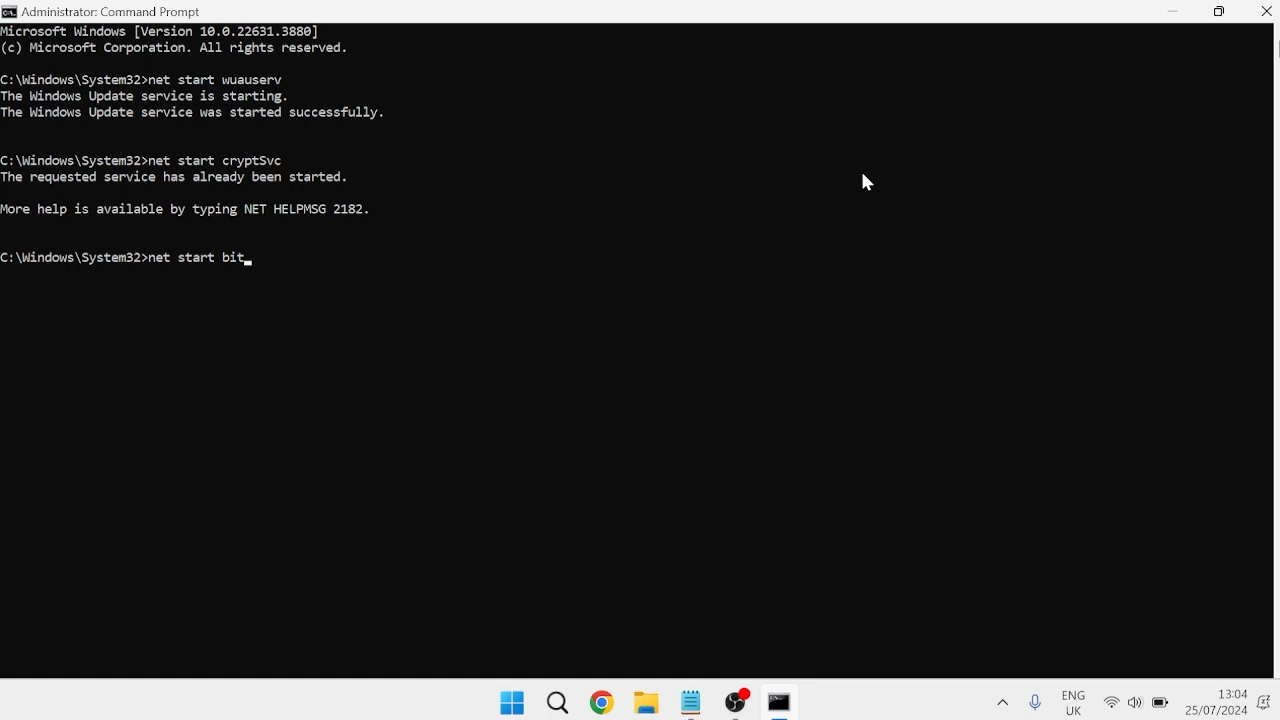 Administrator: Command Prompt
Microsoft Windows [Version 10.0.22631.3880]
(c) Microsoft Corporation. All rights reserved.
C:\Windows\System32>net start wuauserv
The Windows Update service is starting.
The Windows Update service was started successfully.
C:\Windows\System32>net start cryptSvc
The requested service has already been started.
More help is available by typing NET HELPMSG 2182.
C:\Windows\System32>net start bit
ENG
UK
13:04
25/07/2024